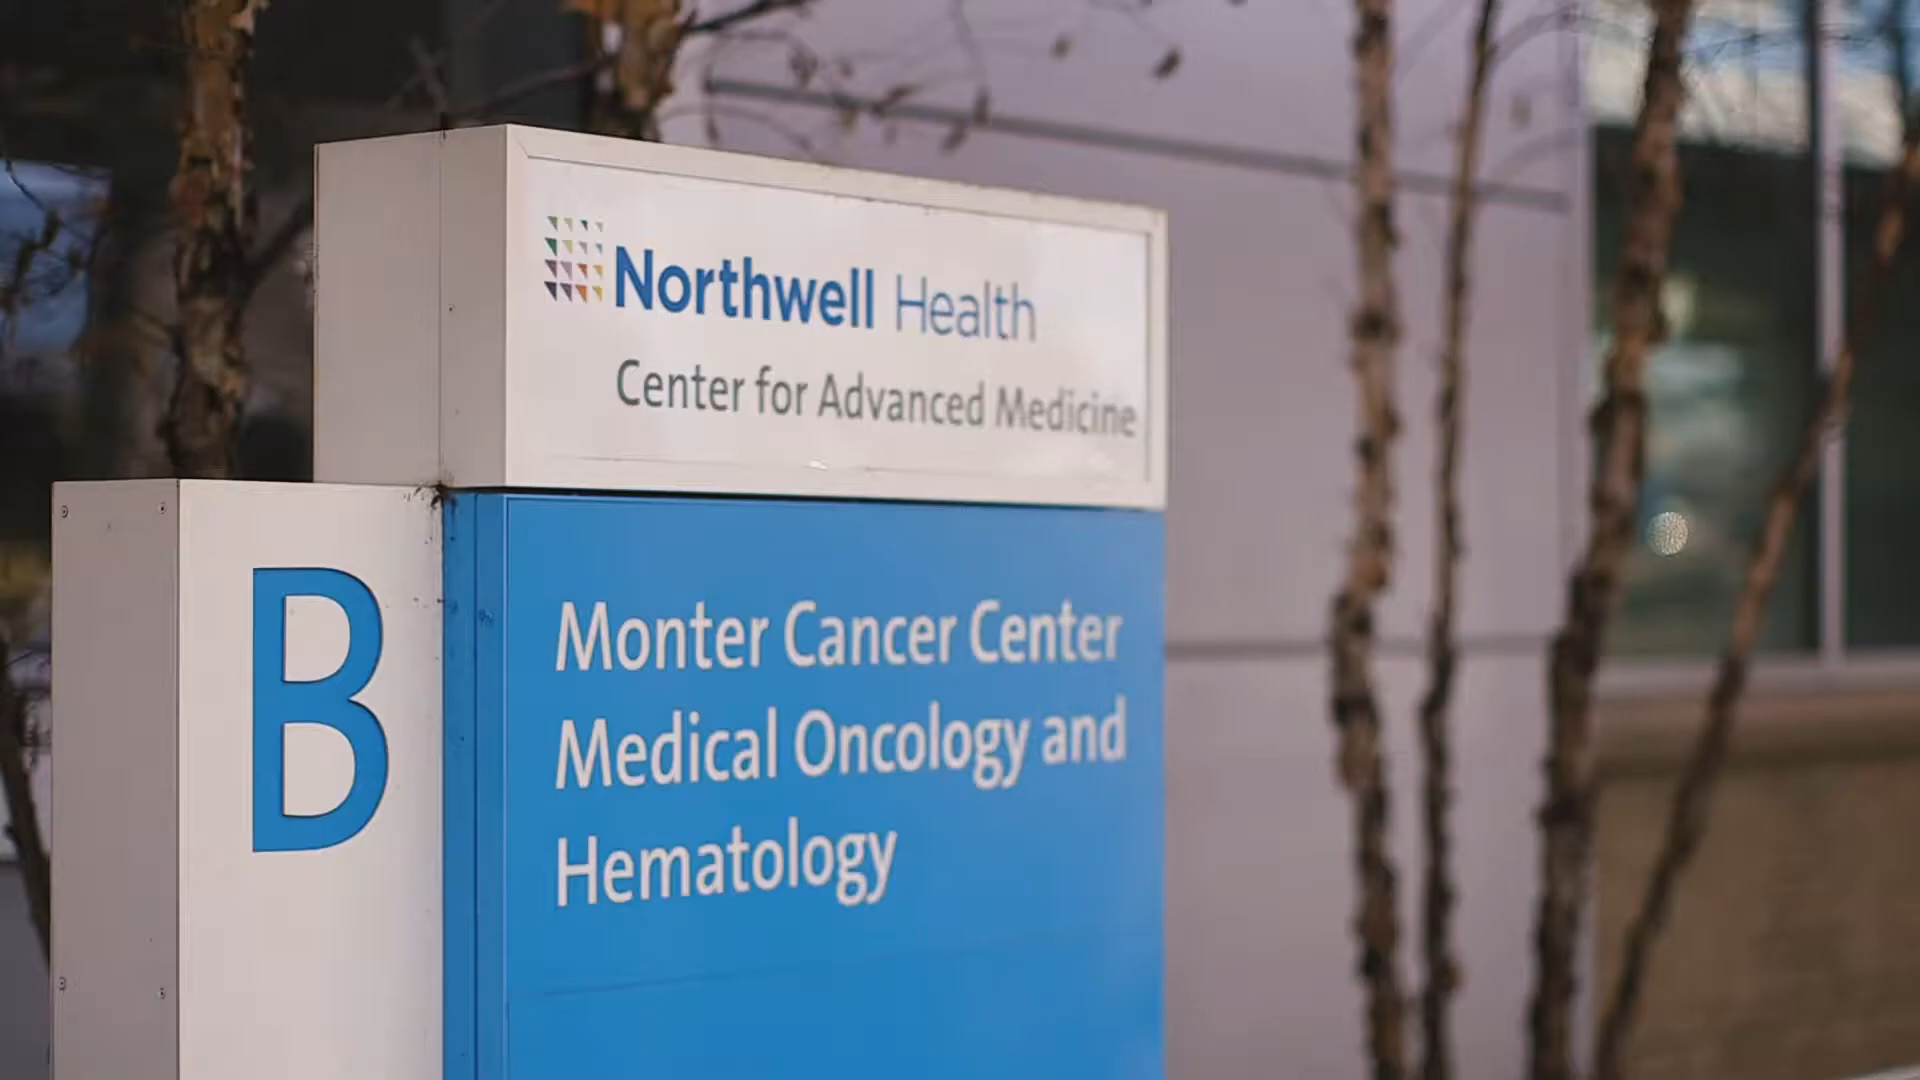 Northwell Health
Center for Advanced Medicine
B
Monter Cancer Center
Medical Oncology and
Hematology